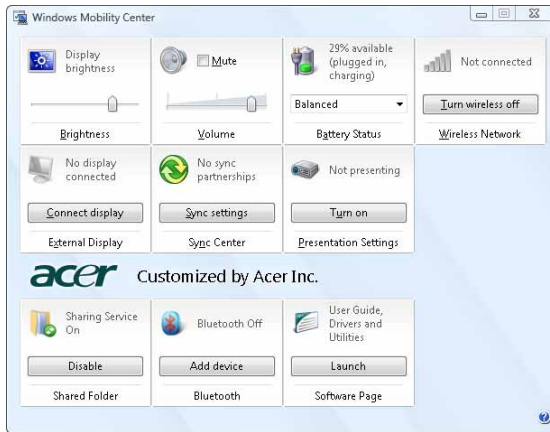 Windows Mobility Center
Display
brightness
Brightness
Mute
Volume
29% available
(plugged in,
charging)
Balanced
Battery Status
Not connected
Turn wireless off
Wireless Network
No display
connected
Connect display
External Display
No sync
partnerships
Sync settings
Sync Center
Not presenting
Turn on
Presentation Settings
acer Customized by Acer Inc.
Sharing Service
On
Disable
Shared Folder
Bluetooth Off
Add device
Bluetooth
User Guide,
Drivers and
Utilities
Launch
Software Page
?